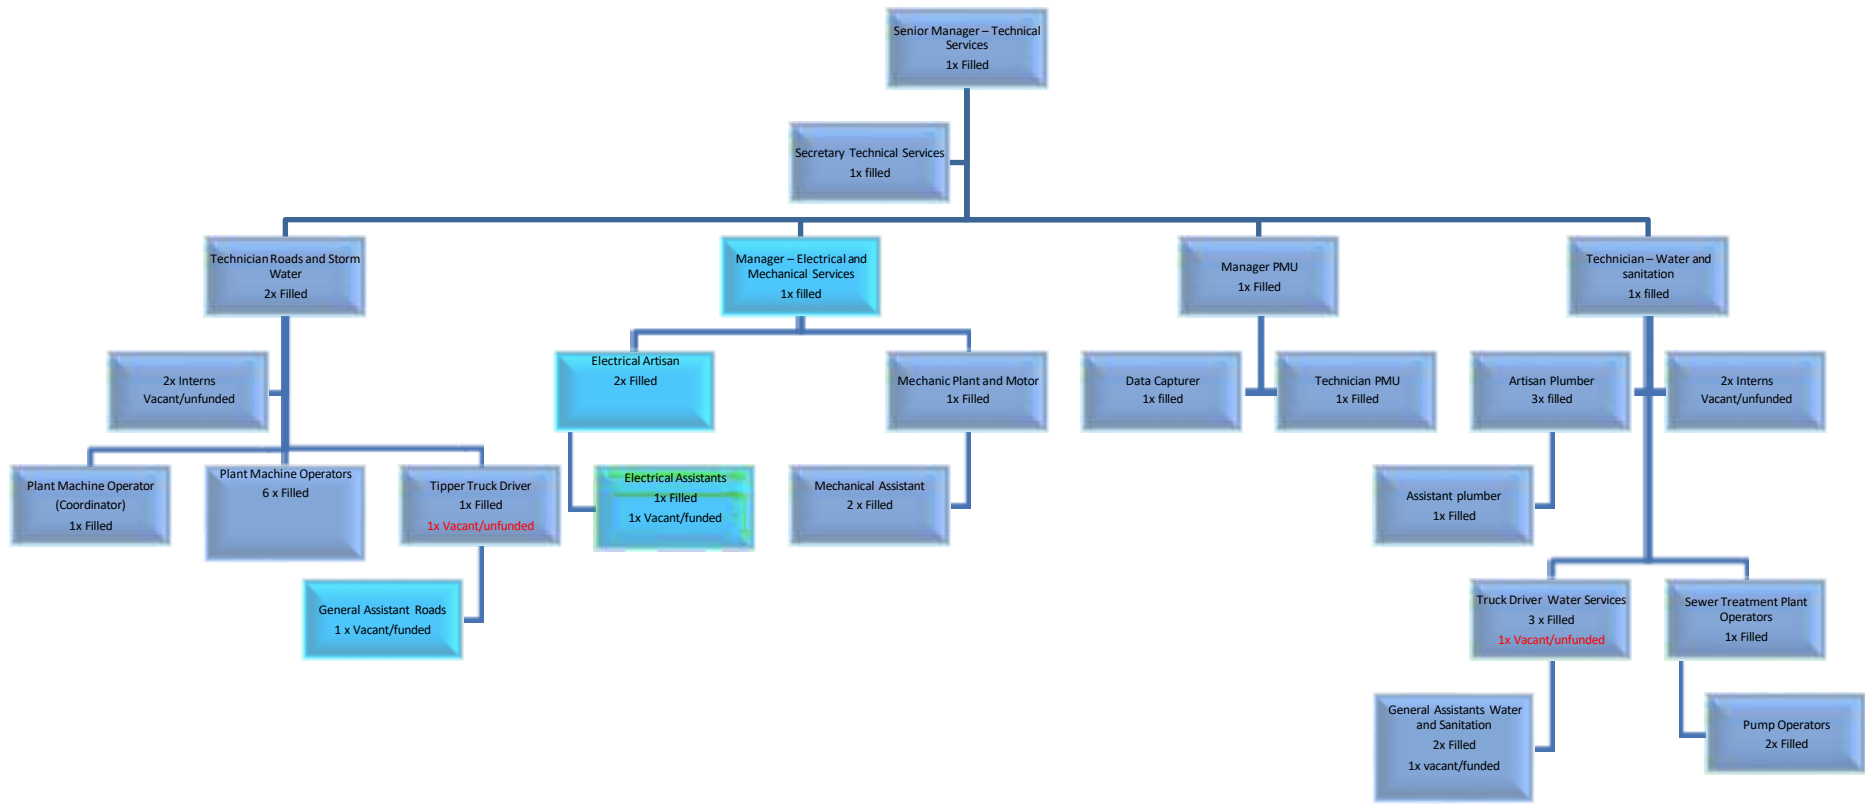 Senior Manager – Technical
Services
1x Filled
Secretary Technical Services
1x filled
Technician Roads and Storm
Water
2x Filled
Manager – Electrical and
Mechanical Services
1x filled
Manager PMU
1x Filled
Technician – Water and
sanitation
1x filled
2x Interns
Vacant/unfunded
Electrical Artisan
2x Filled
Mechanic Plant and Motor
1x Filled
Data Capturer
1x filled
Technician PMU
1x Filled
Artisan Plumber
3x filled
2x Interns
Vacant/unfunded
Plant Machine Operator
(Coordinator)
1x Filled
Plant Machine Operators
6 x Filled
Tipper Truck Driver
1x Filled
1x Vacant/unfunded
Electrical Assistants
1x Filled
1x Vacant/funded
Mechanical Assistant
2 x Filled
Assistant plumber
1x Filled
General Assistant Roads
1 x Vacant/funded
Truck Driver Water Services
3 x Filled
1x Vacant/unfunded
Sewer Treatment Plant
Operators
1x Filled
General Assistants Water
and Sanitation
2x Filled
1x vacant/funded
Pump Operators
2x Filled